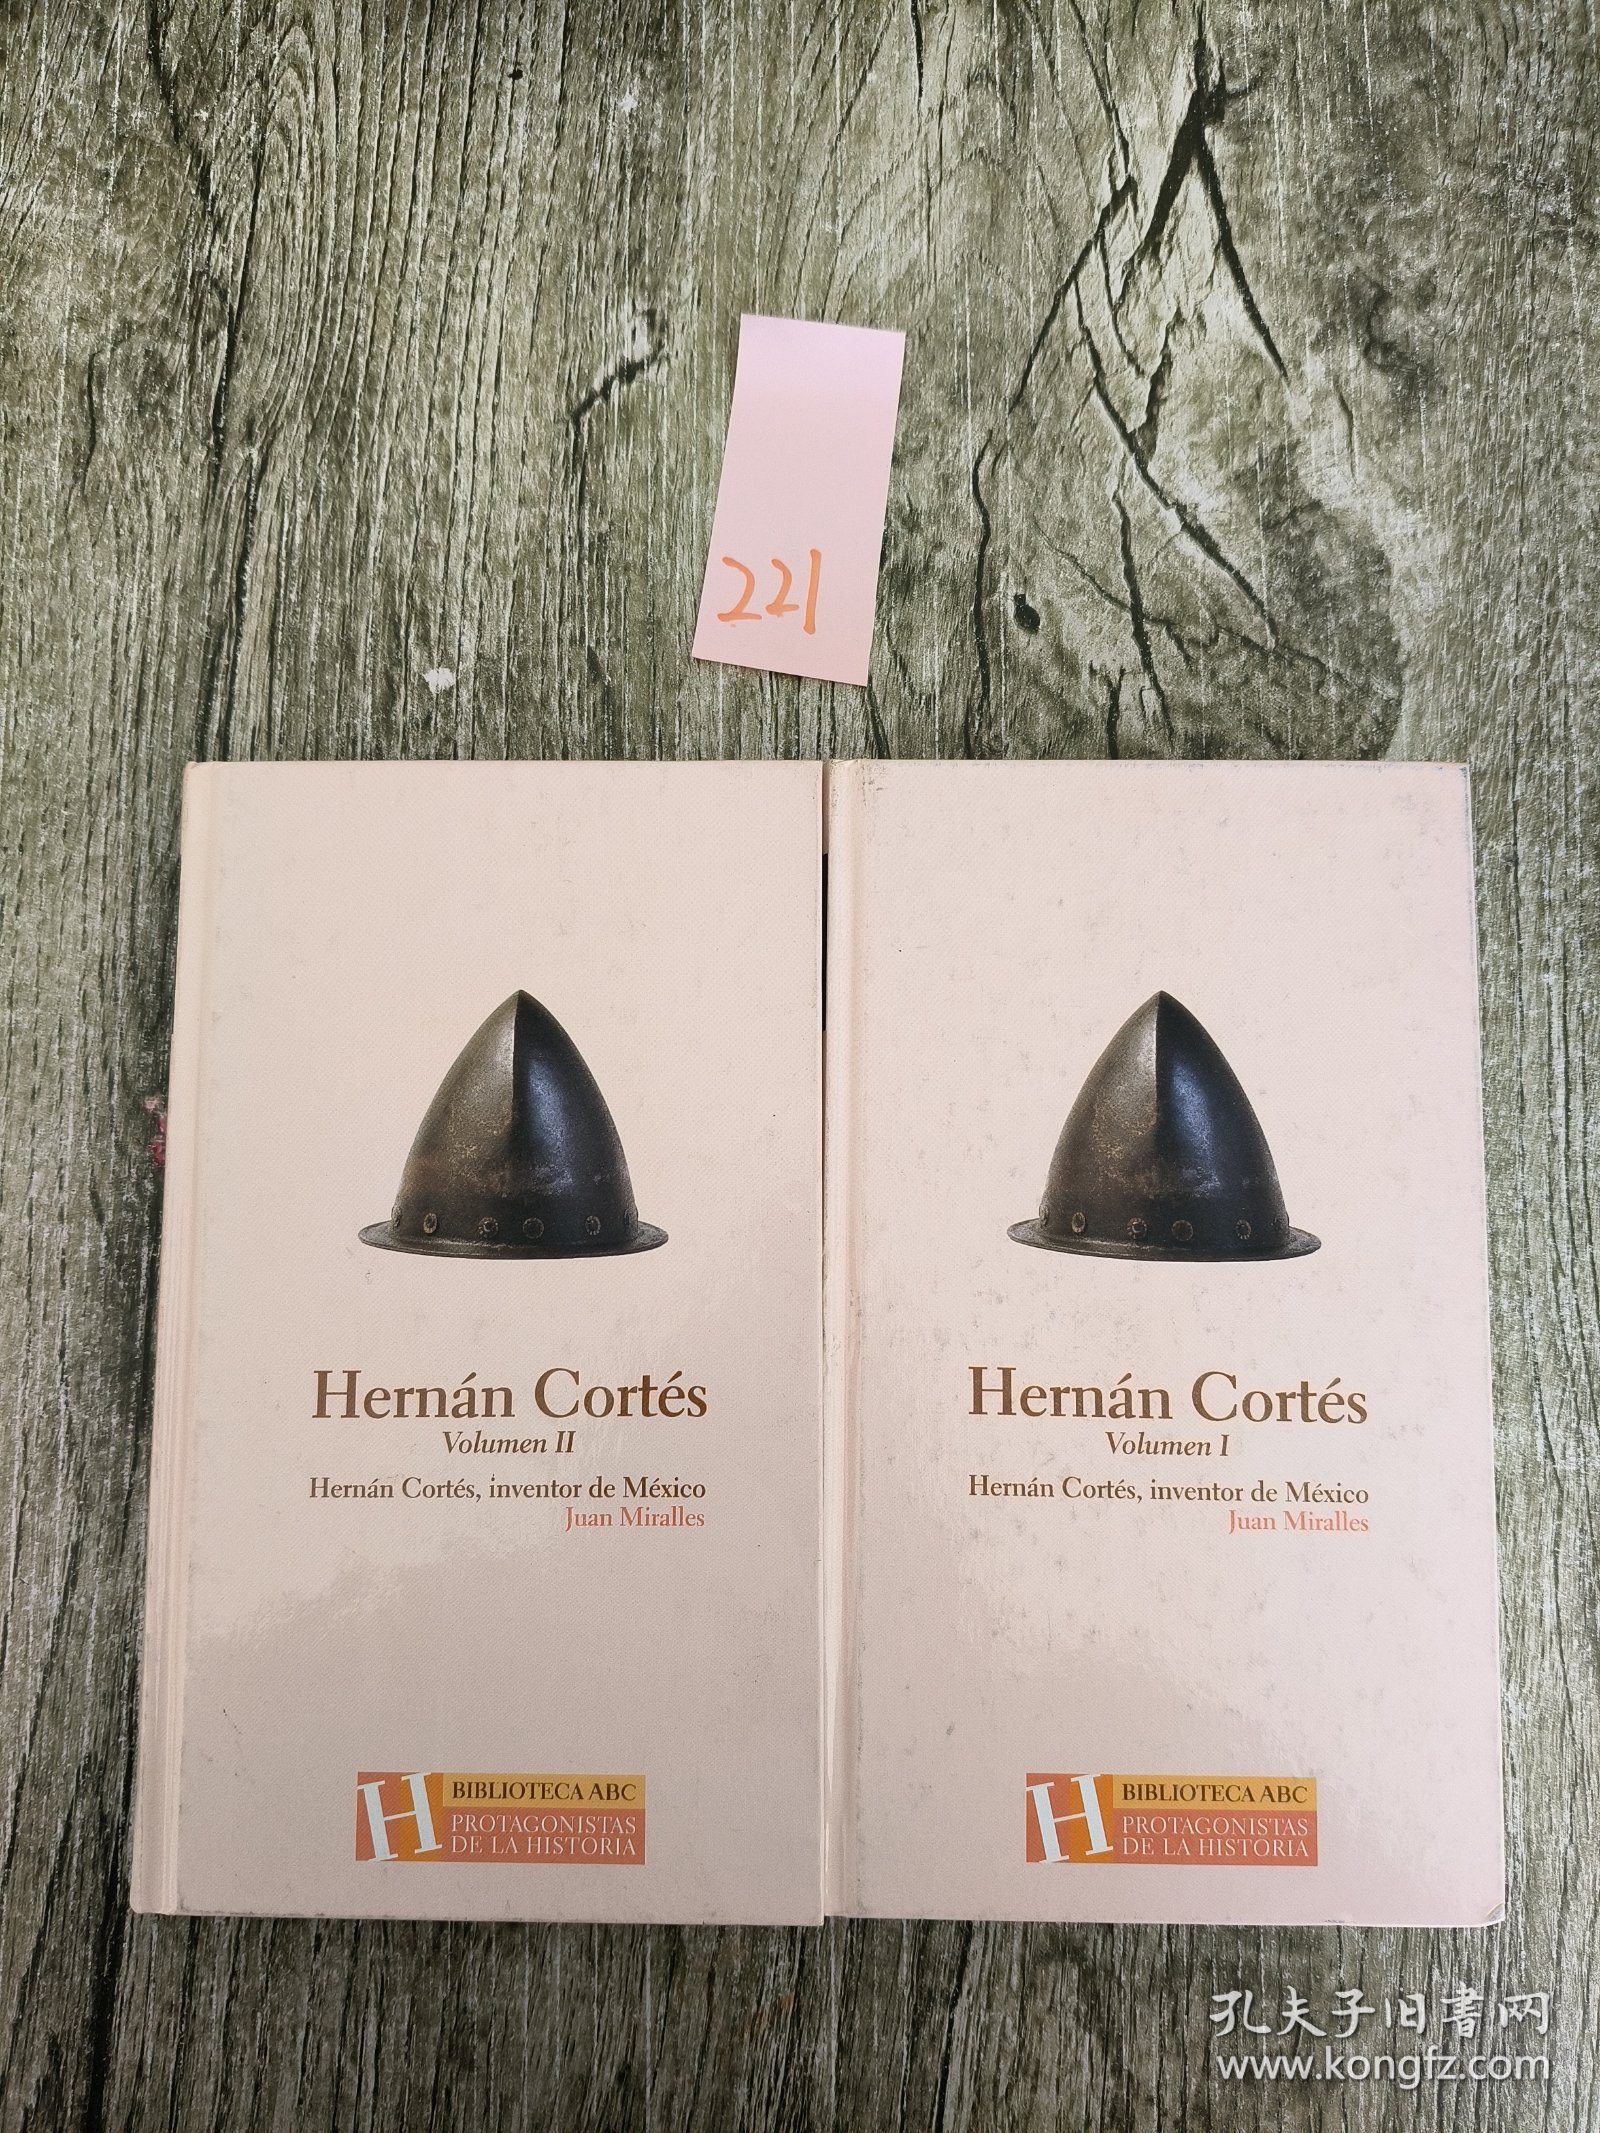 221
Hernán Cortés
Volumen II
Hernán Cortés, inventor de México
Juan Miralles
H
BIBLIOTECA ABC
PROTAGONISTAS
DE LA HISTORIA
Hernán Cortés
Volumen I
Hernán Cortés, inventor de México
Juan Miralles
H
BIBLIOTECA ABC
PROTAGONISTAS
DE LA HISTORIA
孔夫子旧書网
www.kongfz.com